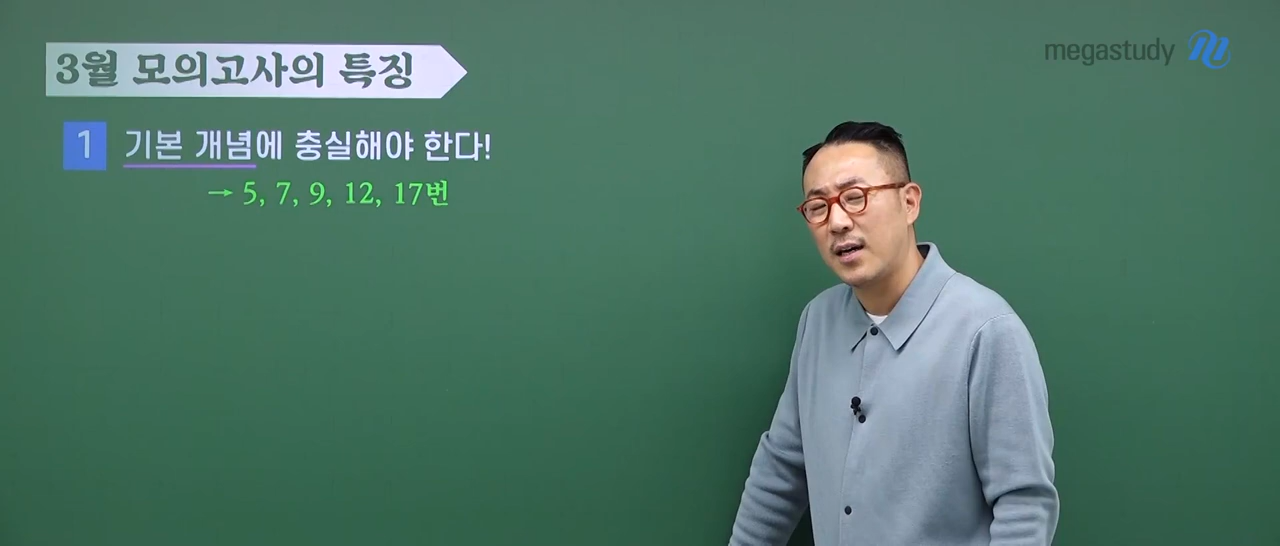 3월 모의고사의 특징
megastudy
1 기본 개념에 충실해야 한다!
→ 5, 7, 9, 12, 17번